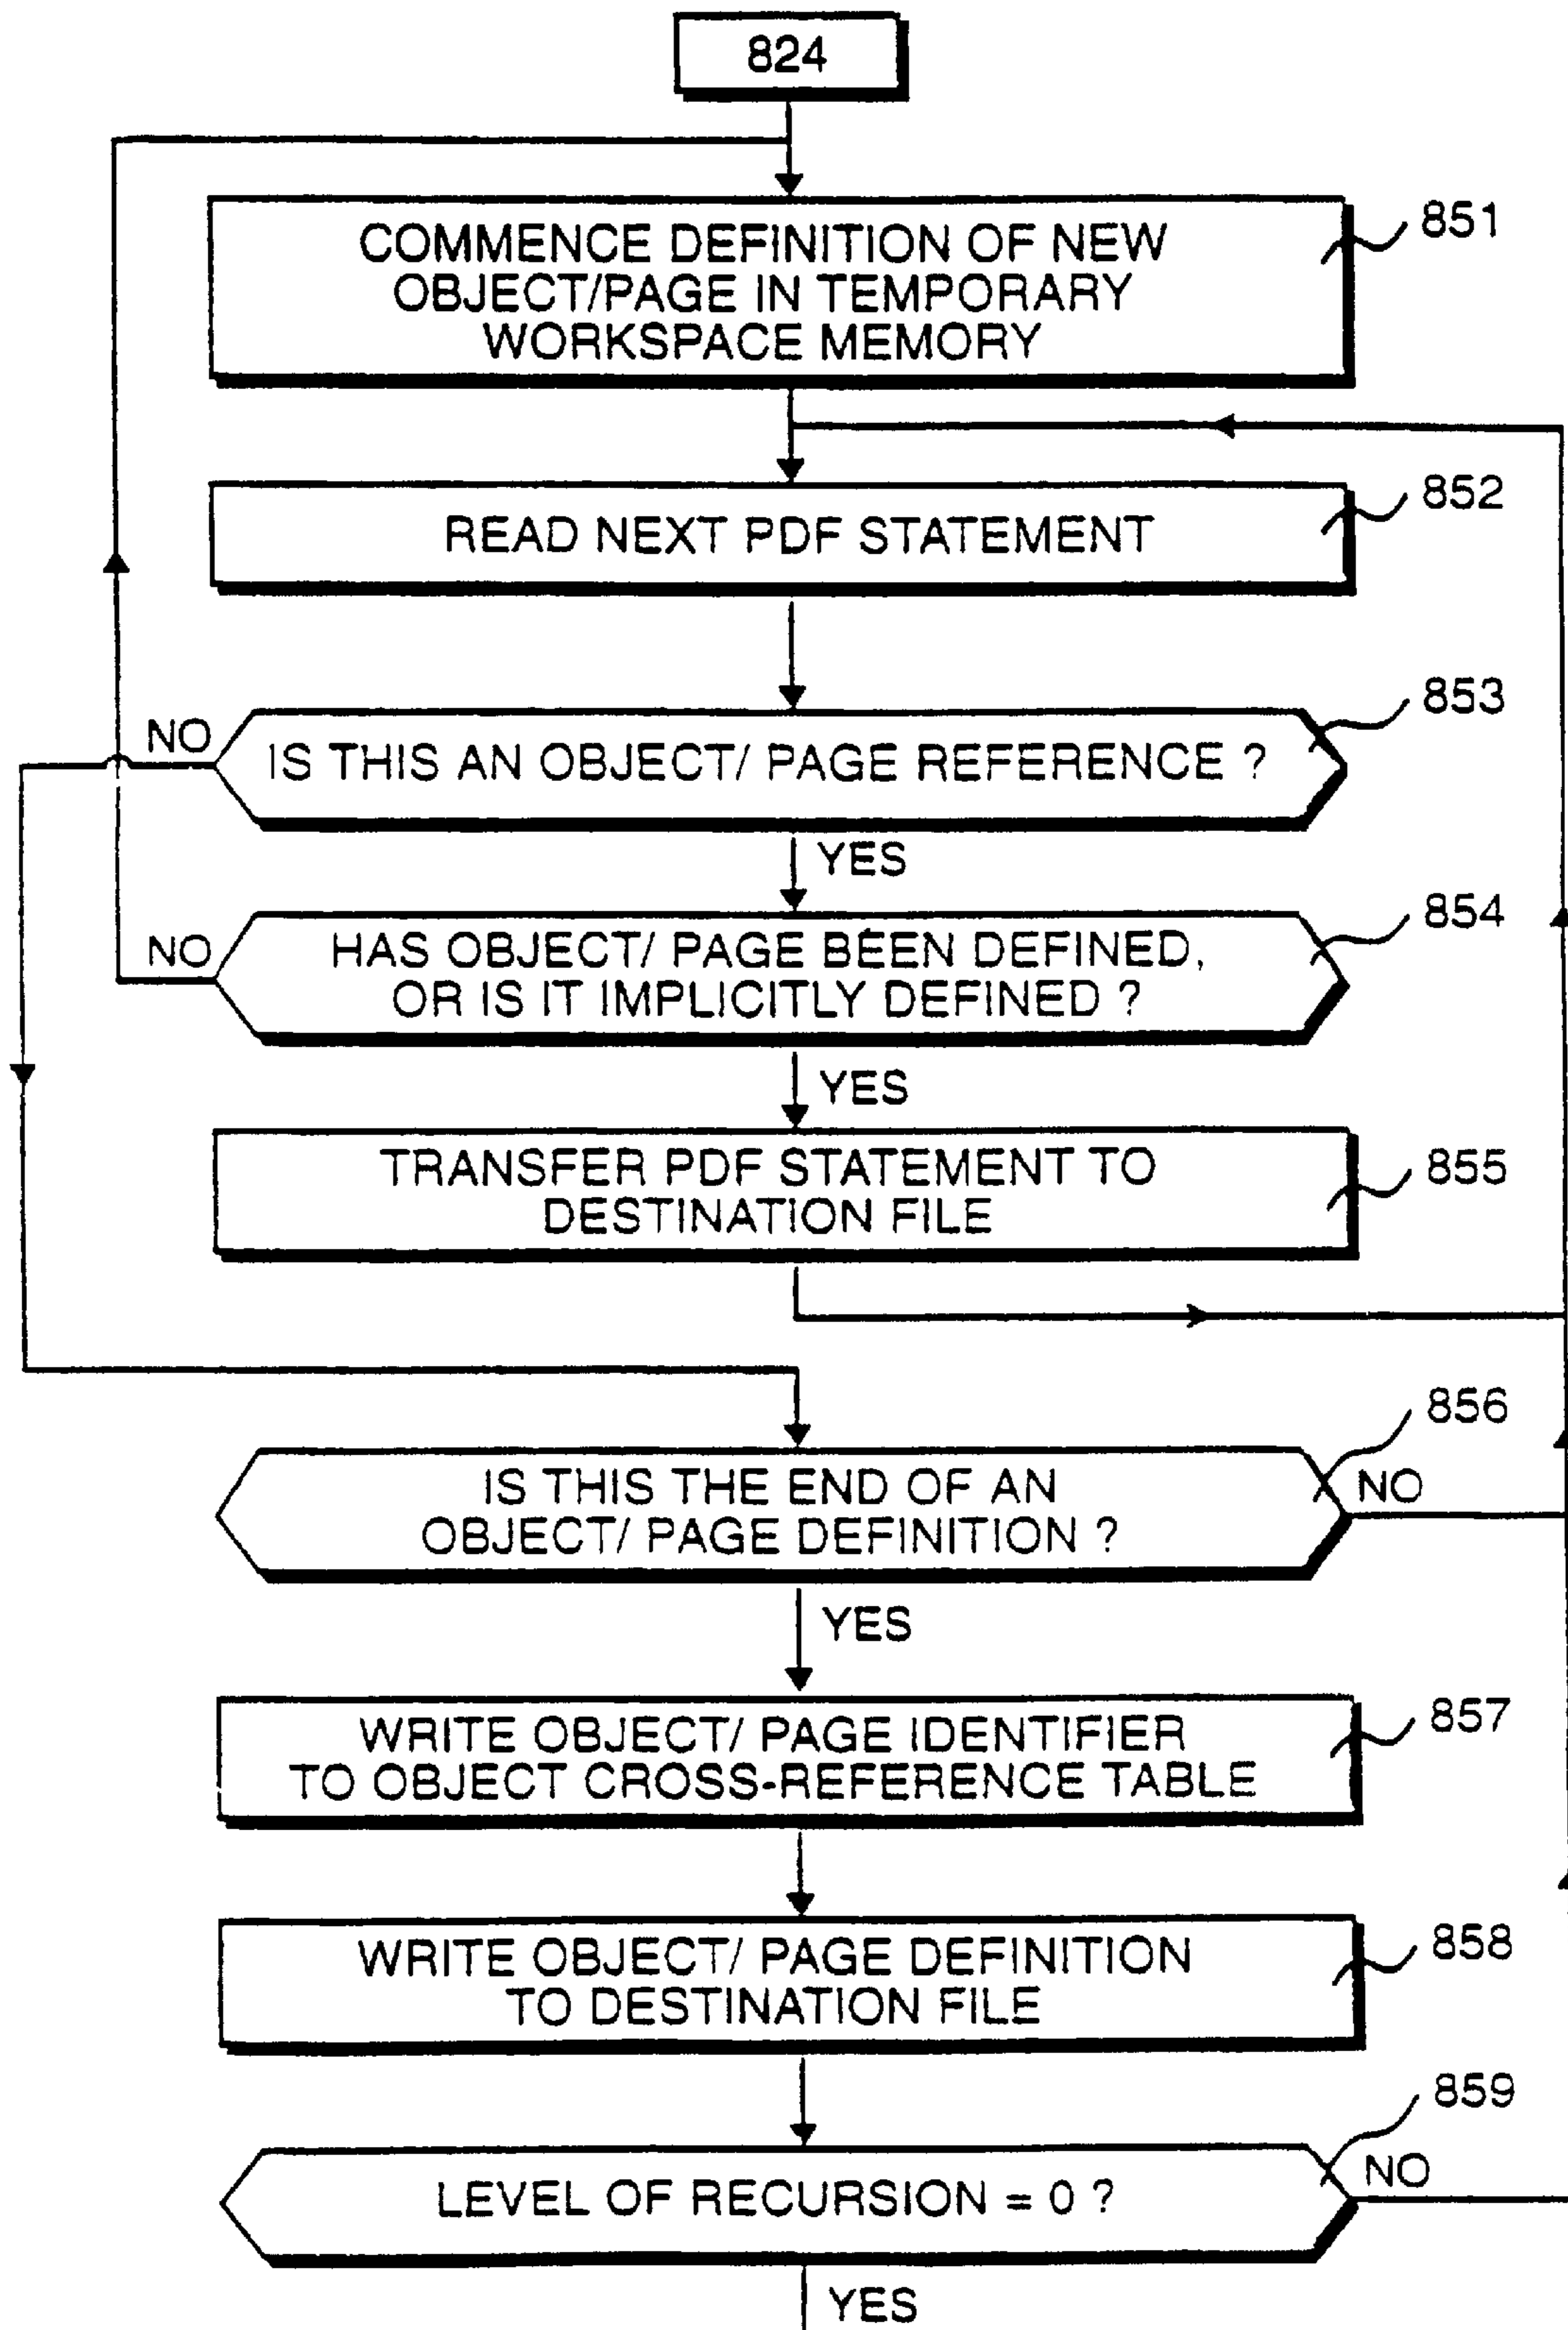 824
COMMENCE DEFINITION OF NEW
OBJECT/PAGE IN TEMPORARY
WORKSPACE MEMORY
851
READ NEXT PDF STATEMENT
852
853
NO
IS THIS AN OBJECT/ PAGE REFERENCE ?
YES
854
NO
HAS OBJECT/ PAGE BEEN DEFINED,
OR IS IT IMPLICITLY DEFINED ?
YES
TRANSFER PDF STATEMENT TO
DESTINATION FILE
855
856
IS THIS THE END OF AN
OBJECT/ PAGE DEFINITION ?
NO
YES
WRITE OBJECT/ PAGE IDENTIFIER
TO OBJECT CROSS-REFERENCE TABLE
857
WRITE OBJECT/ PAGE DEFINITION
TO DESTINATION FILE
858
859
LEVEL OF RECURSION = 0 ?
NO
YES